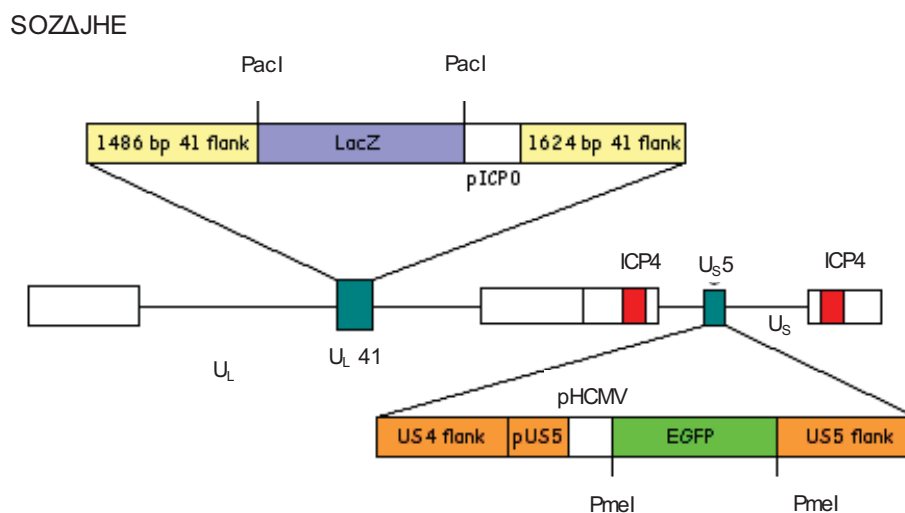 SOZΔJHE
PacI PacI
1486 bp 41 flank LacZ 1624 bp 41 flank
pICP0
ICP4 US5 ICP4
UL UL 41 US
pHCMV
US4 flank pUS5 EGFP US5 flank
PmeI PmeI